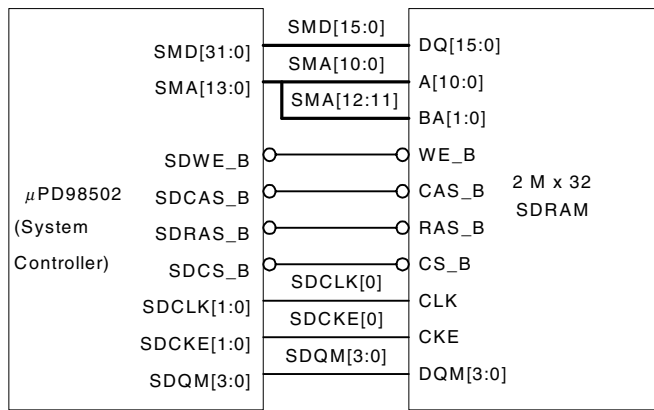 SMD[15:0]
SMD[31:0] DQ[15:0]
SMA[10:0]
SMA[13:0] A[10:0]
SMA[12:11]
BA[1:0]
SDWE_B WE_B
μPD98502 SDCAS_B CAS_B 2 M x 32
(System SDRAS_B RAS_B SDRAM
Controller) SDCS_B CS_B
SDCLK[0]
SDCLK[1:0] CLK
SDCKE[0]
SDCKE[1:0] CKE
SDQM[3:0]
SDQM[3:0] DQM[3:0]